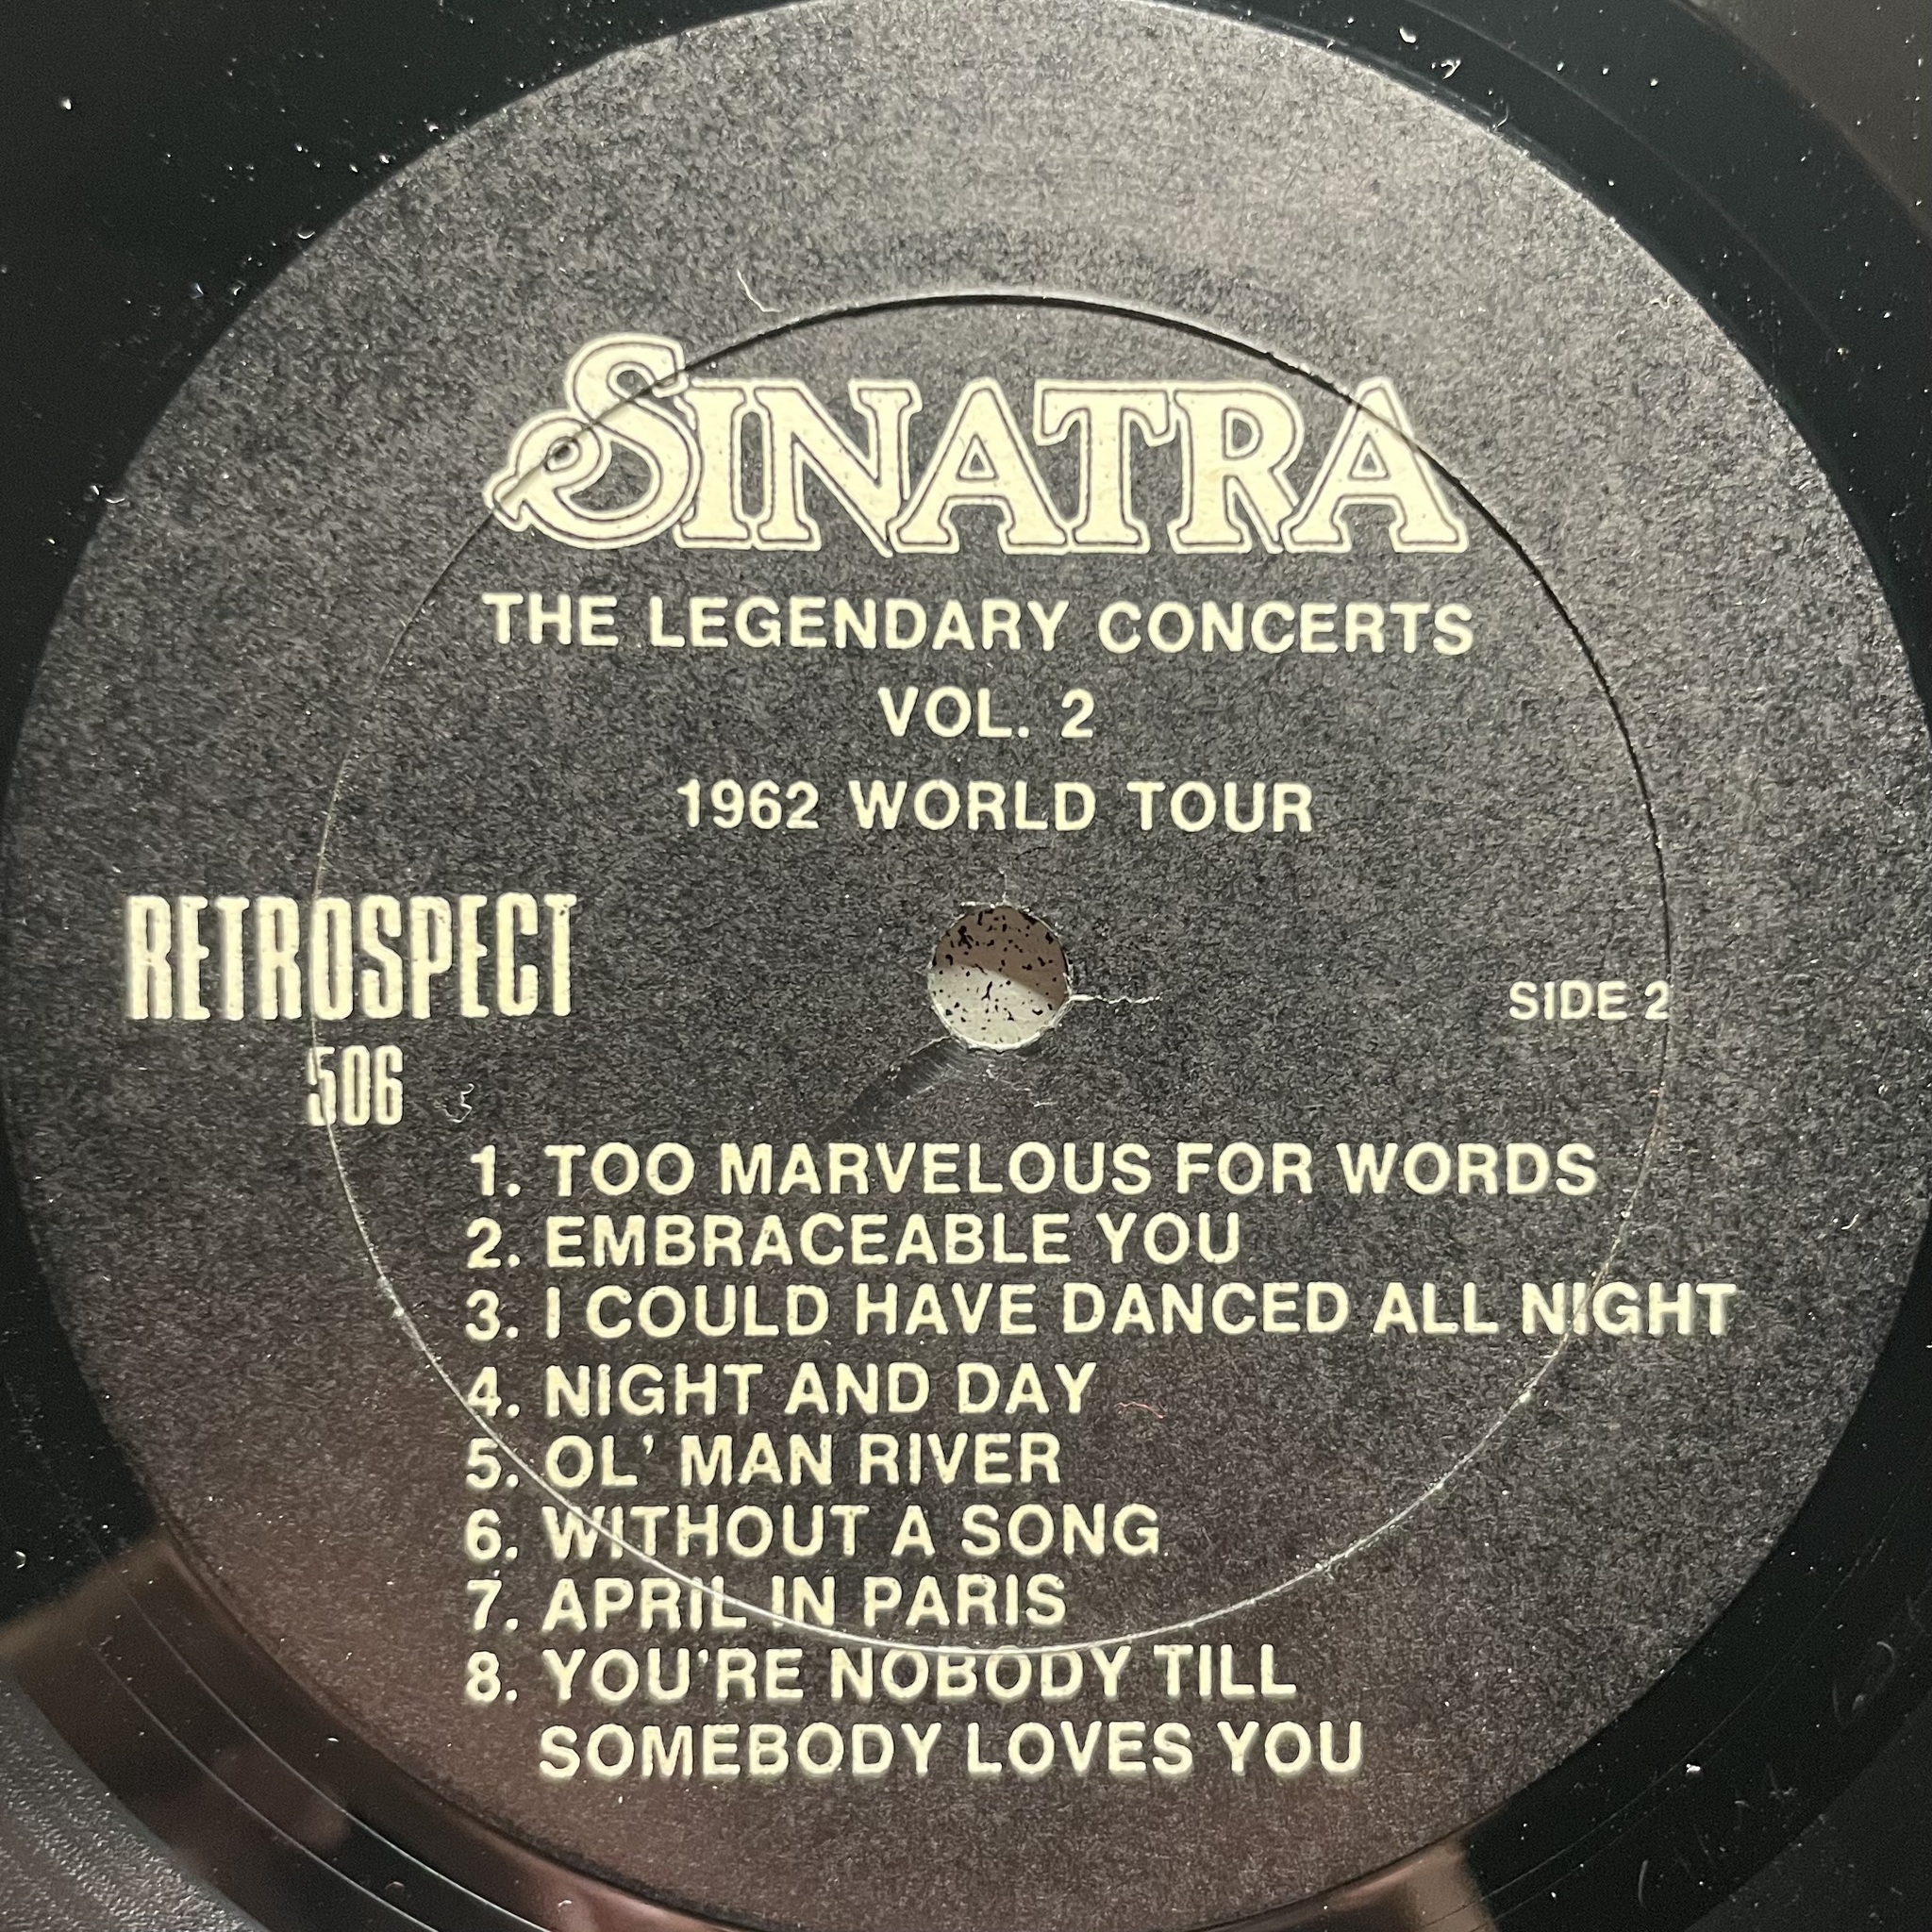 SINATRA
THE LEGENDARY CONCERTS
VOL. 2
1962 WORLD TOUR
RETROSPECT
506
SIDE 2
1. TOO MARVELOUS FOR WORDS
2. EMBRACEABLE YOU
3. I COULD HAVE DANCED ALL NIGHT
4. NIGHT AND DAY
5. OL' MAN RIVER
6. WITHOUT A SONG
7. APRIL IN PARIS
8. YOU'RE NOBODY TILL
SOMEBODY LOVES YOU